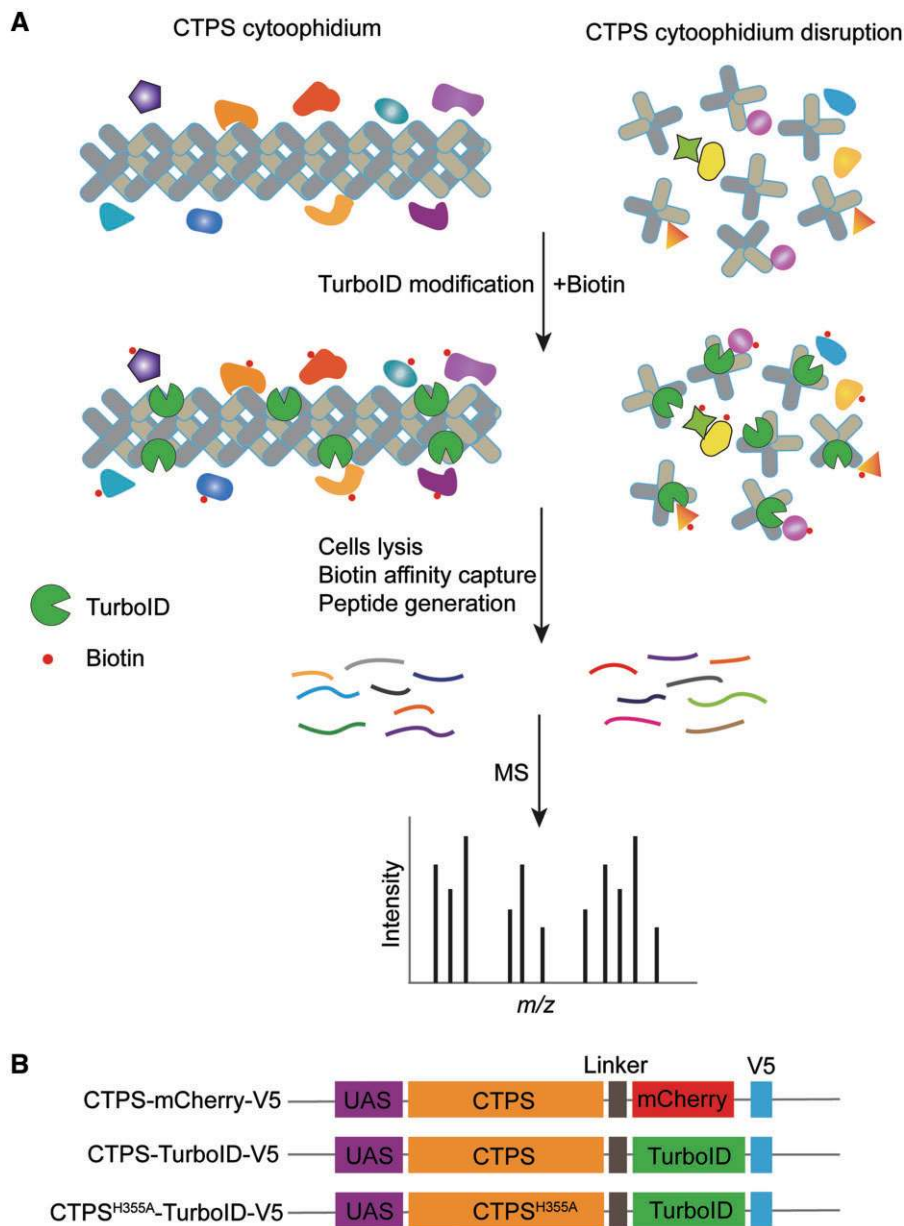 A
CTPS cytoophidium
CTPS cytoophidium disruption
TurboID modification
+Biotin
Cells lysis
Biotin affinity capture
Peptide generation
TurboID
Biotin
MS
Intensity
m/z
B
Linker
V5
CTPS-mCherry-V5
UAS
CTPS
mCherry
CTPS-TurboID-V5
UAS
CTPS
TurboID
CTPSᴴ³⁵⁵ᴬ-TurboID-V5
UAS
CTPSᴴ³⁵⁵ᴬ
TurboID